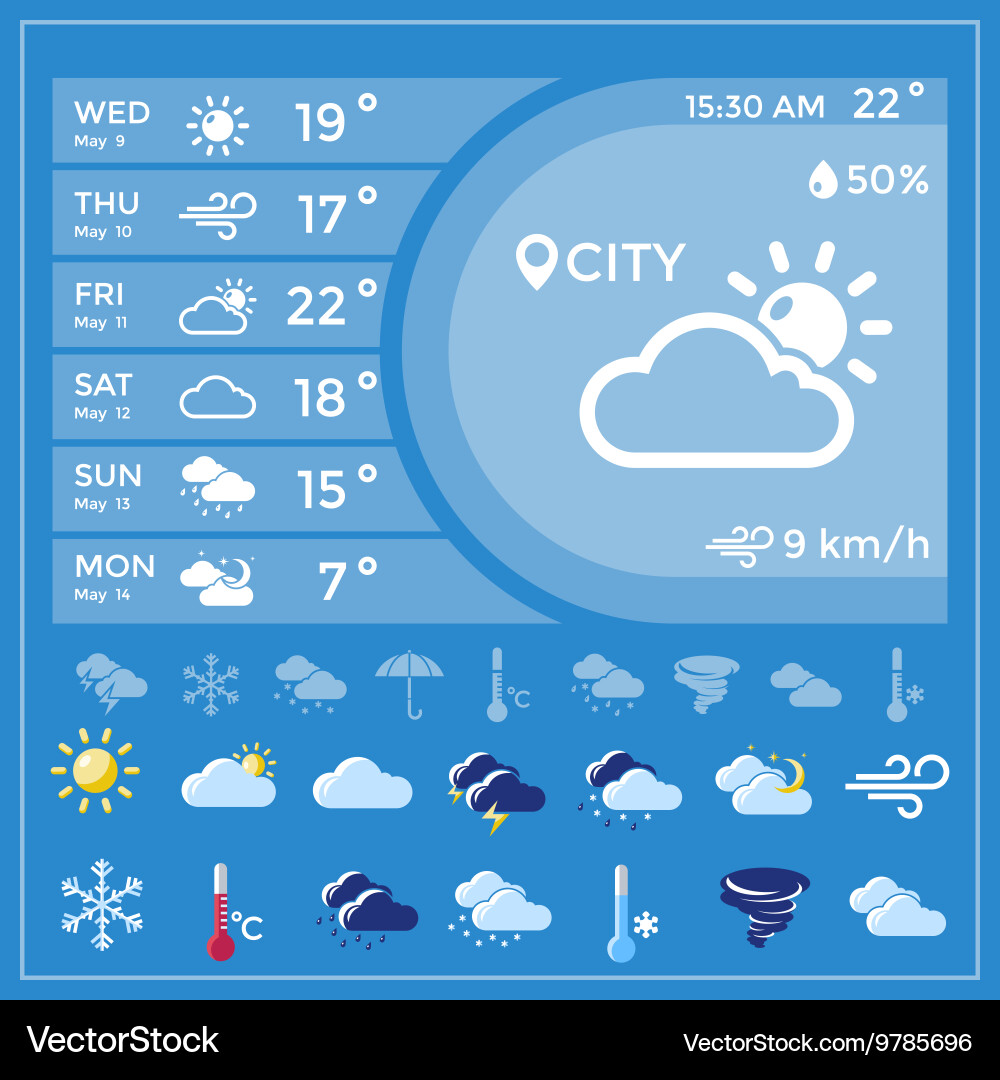 WED
May 9
19°
THU
May 10
17°
FRI
May 11
22°
SAT
May 12
18°
SUN
May 13
15°
MON
May 14
7°
15:30 AM 22°
50%
CITY
9 km/h
°C
°C
VectorStock
VectorStock.com/9785696